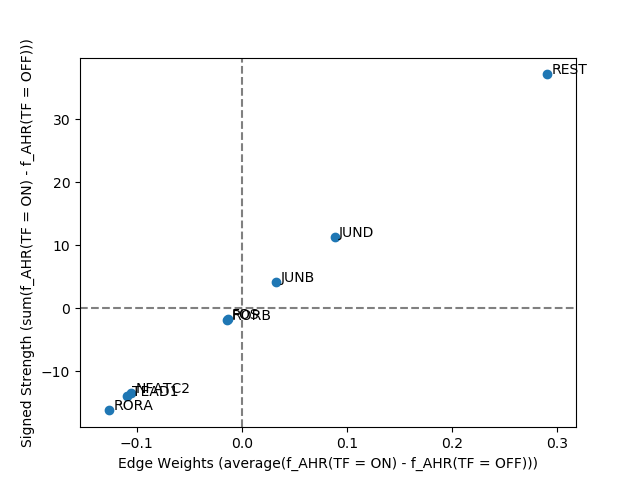 Signed Strength (sum(f_AHR(TF = ON) - f_AHR(TF = OFF)))
30
20
10
0
−10
REST
JUND
JUNB
FOS
RORB
NFATC2
TEAD1
RORA
−0.1
0.0
0.1
0.2
0.3
Edge Weights (average(f_AHR(TF = ON) - f_AHR(TF = OFF)))